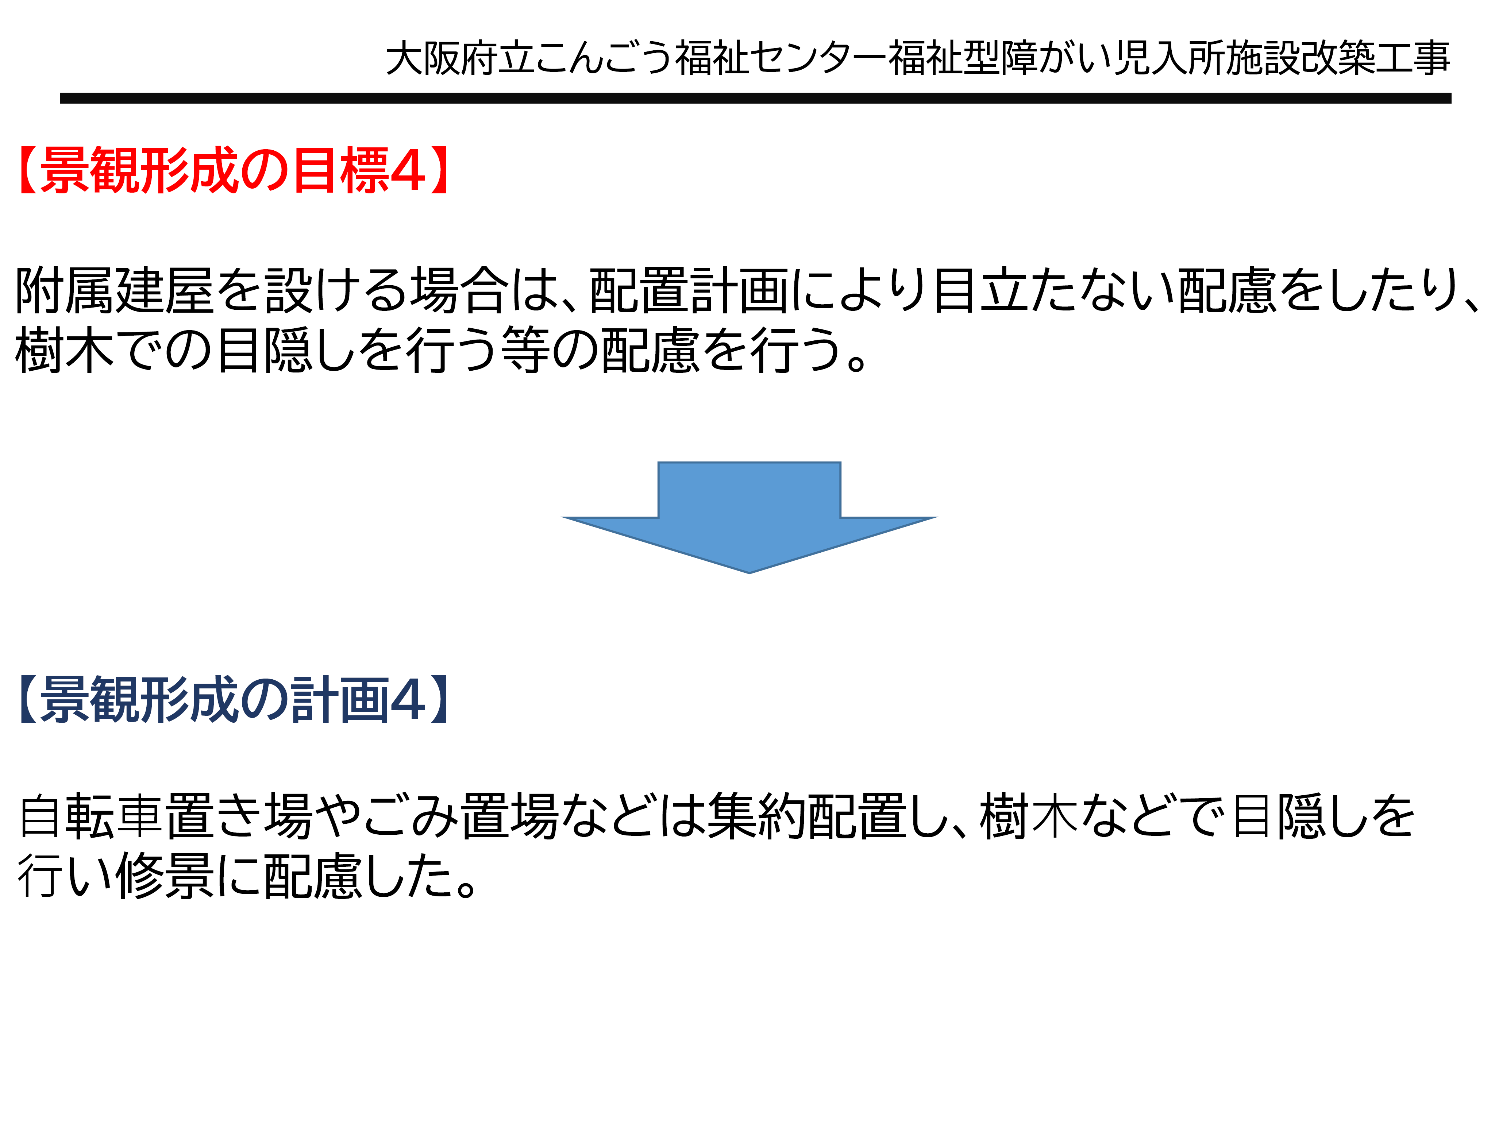 大阪府立こんごう福祉センター福祉型障がい児入所施設改築工事
【景観形成の目標４】
附属建屋を設ける場合は、配置計画により目立たない配慮をしたり、
樹木での目隠しを行う等の配慮を行う。
【景観形成の計画４】
自転車置き場やごみ置場などは集約配置し、樹木などで目隠しを
行い修景に配慮した。